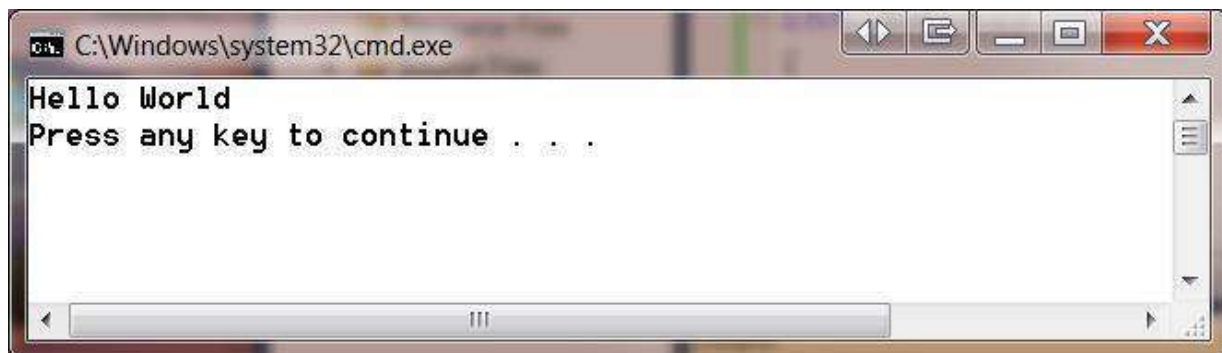 C:\Windows\system32\cmd.exe
Hello World
Press any key to continue . . .